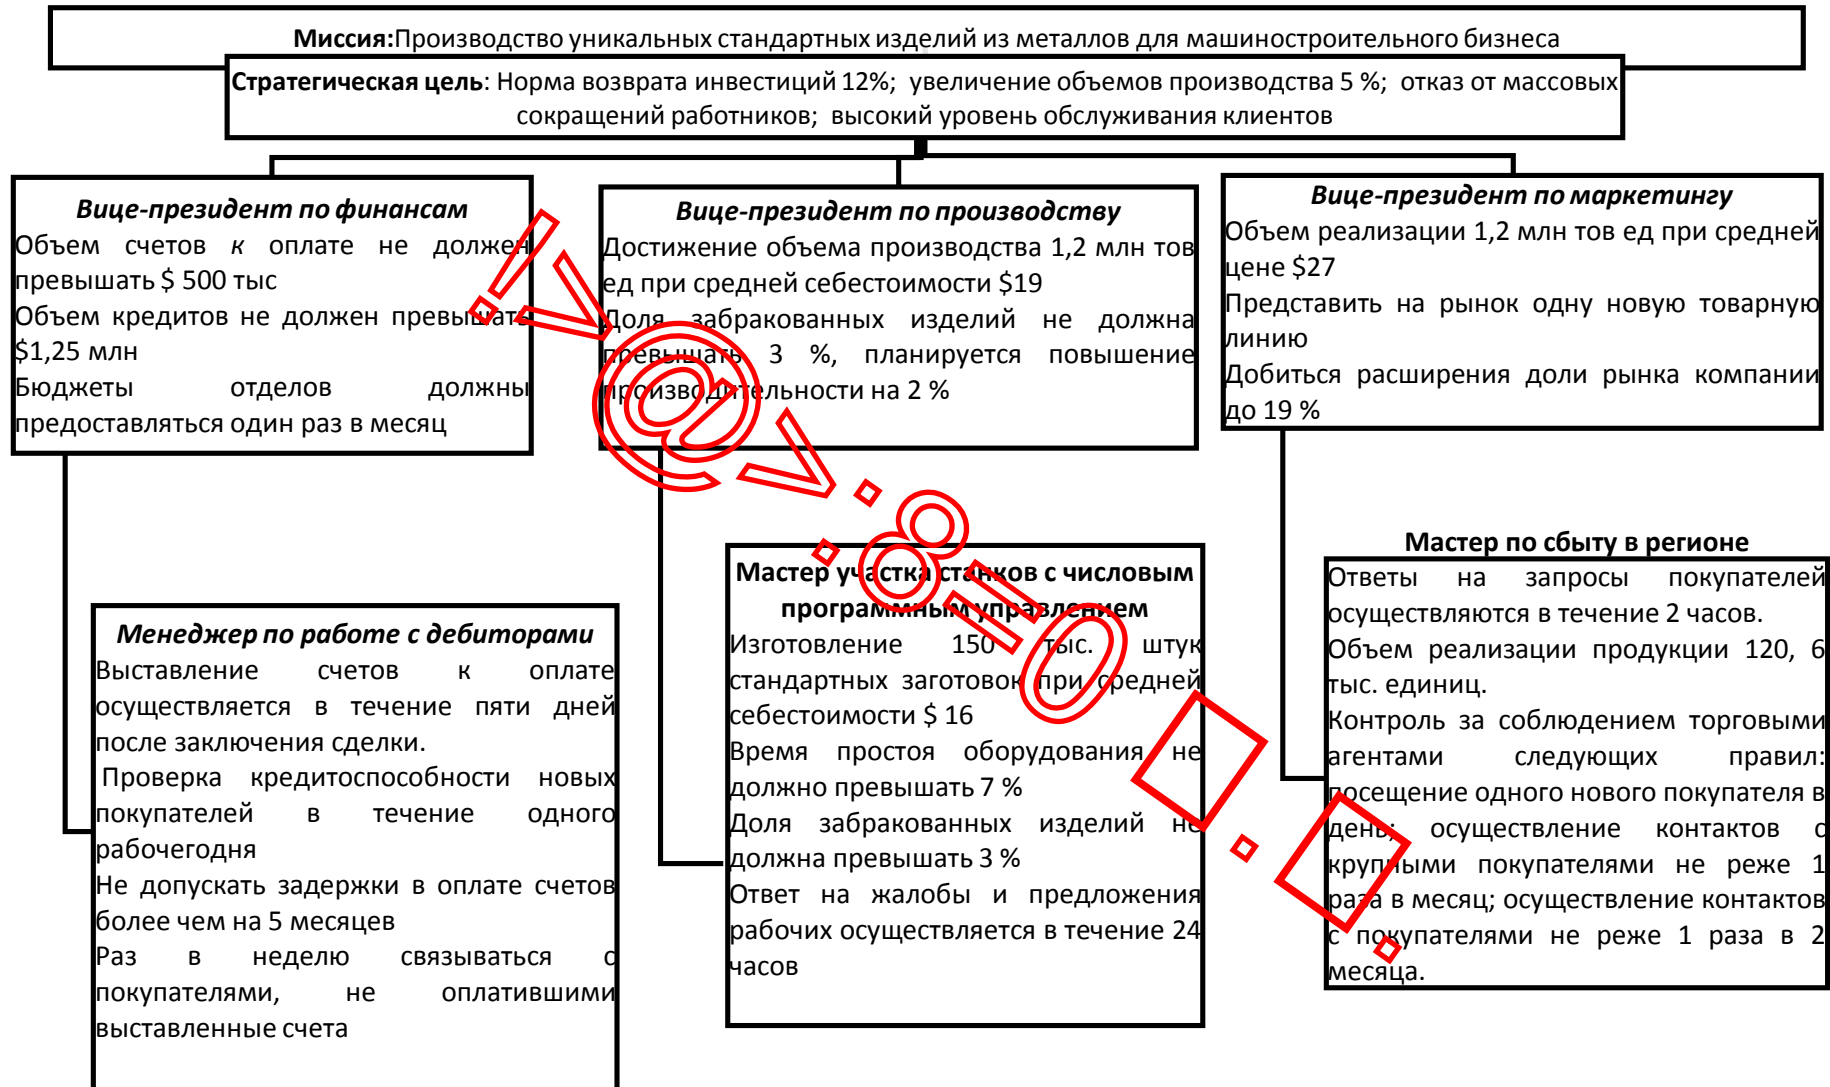 Миссия:Производство уникальных стандартных изделий из металлов для машиностроительного бизнеса
Стратегическая цель: Норма возврата инвестиций 12%; увеличение объемов производства 5 %; отказ от массовых
сокращений работников; высокий уровень обслуживания клиентов
Вице-президент по финансам
Объем счетов к оплате не должен
превышать $ 500 тыс
Объем кредитов не должен превышать
$1,25 млн
Бюджеты отделов должны
предоставляться один раз в месяц
Вице-президент по производству
Достижение объема производства 1,2 млн тов
ед при средней себестоимости $19
Доля забракованных изделий не должна
превышать 3 %, планируется повышение
производительности на 2 %
Вице-президент по маркетингу
Объем реализации 1,2 млн тов ед при средней
цене $27
Представить на рынок одну новую товарную
линию
Добиться расширения доли рынка компании
до 19 %
Менеджер по работе с дебиторами
Выставление счетов к оплате
осуществляется в течение пяти дней
после заключения сделки.
Проверка кредитоспособности новых
покупателей в течение одного
рабочегодня
Не допускать задержки в оплате счетов
более чем на 5 месяцев
Раз в неделю связываться с
покупателями, не оплатившими
выставленные счета
Мастер участка станков с числовым
программным управлением
Изготовление 150 тыс. штук
стандартных заготовок при средней
себестоимости $ 16
Время простоя оборудования не
должно превышать 7 %
Доля забракованных изделий не
должна превышать 3 %
Ответ на жалобы и предложения
рабочих осуществляется в течение 24
часов
Мастер по сбыту в регионе
Ответы на запросы покупателей
осуществляются в течение 2 часов.
Объем реализации продукции 120, 6
тыс. единиц.
Контроль за соблюдением торговыми
агентами следующих правил:
посещение одного нового покупателя в
день; осуществление контактов с
крупными покупателями не реже 1
раза в месяц; осуществление контактов
с покупателями не реже 1 раза в 2
месяца.